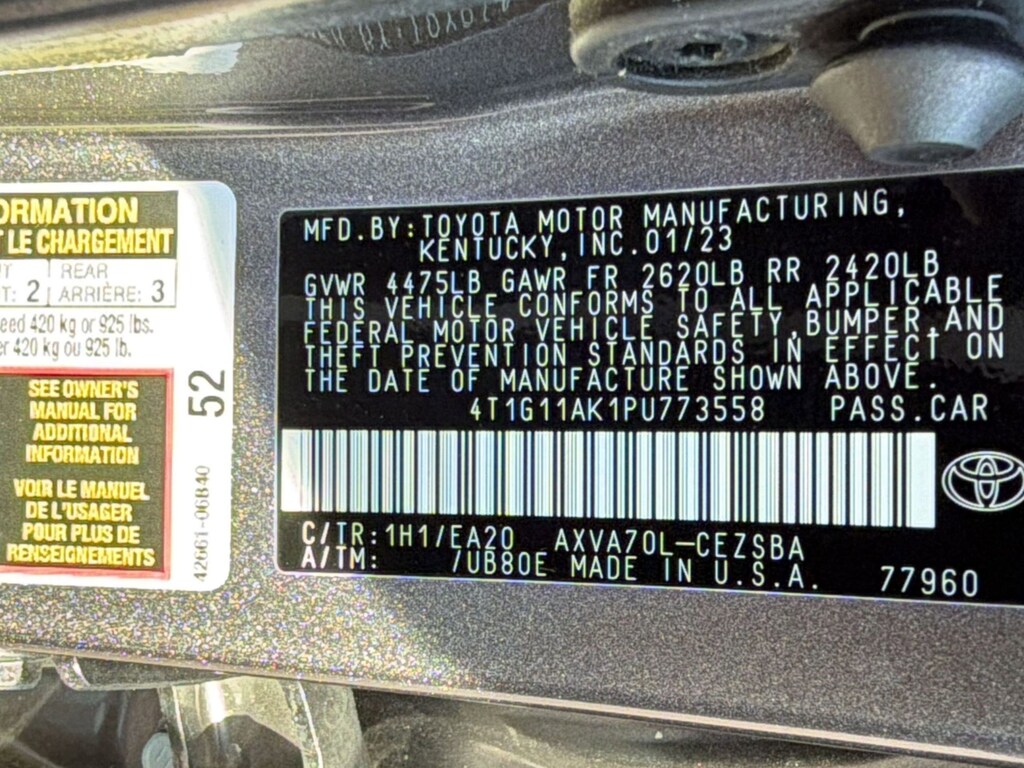 ORMATION
T LE CHARGEMENT
T REAR
T: 2 ARRIÈRE: 3
eed 420 kg or 925 lbs.
er 420 kg ou 925 lb.
SEE OWNER'S
MANUAL FOR
ADDITIONAL
INFORMATION
VOIR LE MANUEL
DE L'USAGER
POUR PLUS DE
RENSEIGNEMENTS
52
42661-06B40
MFD.BY:TOYOTA MOTOR MANUFACTURING,
KENTUCKY,INC.01/23
GVWR 4475LB GAWR FR 2620LB RR 2420LB
THIS VEHICLE CONFORMS TO ALL APPLICABLE
FEDERAL MOTOR VEHICLE SAFETY,BUMPER,AND
THEFT PREVENTION STANDARDS IN EFFECT ON
THE DATE OF MANUFACTURE SHOWN ABOVE.
4T1G11AK1PU773558 PASS.CAR
C/TR:1H1/EA20 AXVA70L-CEZSBA
A/TM: /UB80E MADE IN U.S.A. 77960